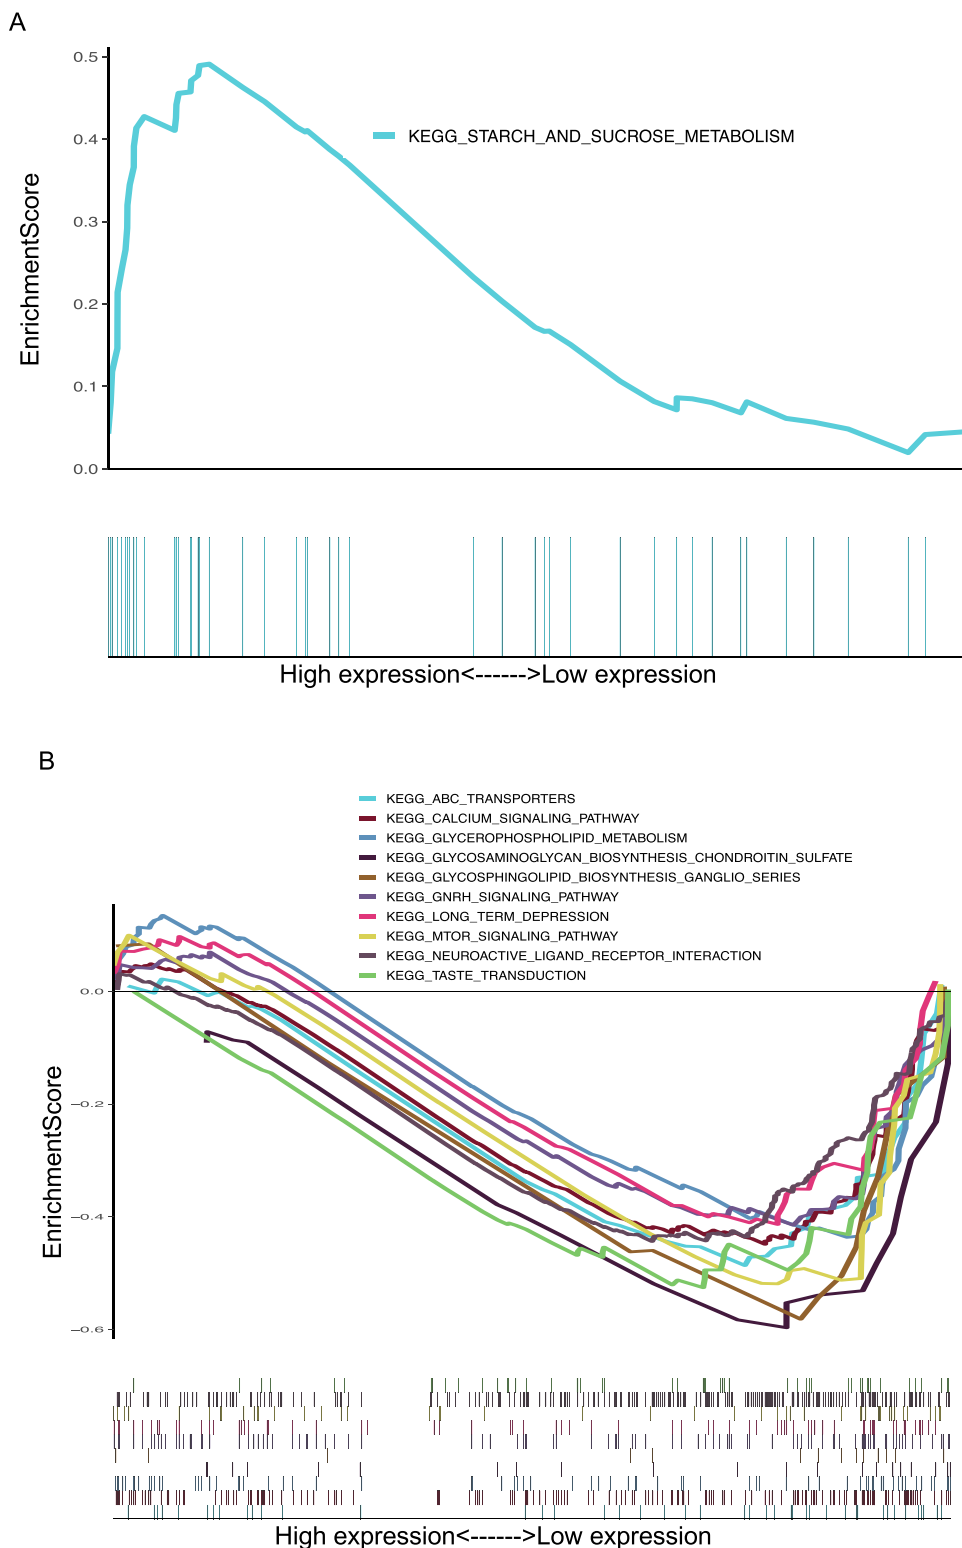 A
0.5
0.4
0.3
0.2
0.1
0.0
EnrichmentScore
KEGG_STARCH_AND_SUCROSE_METABOLISM
High expression<------>Low expression
B
KEGG_ABC_TRANSPORTERS
KEGG_CALCIUM_SIGNALING_PATHWAY
KEGG_GLYCEROPHOSPHOLIPID_METABOLISM
KEGG_GLYCOSAMINOGLYCAN_BIOSYNTHESIS_CHONDROITIN_SULFATE
KEGG_GLYCOSPHINGOLIPID_BIOSYNTHESIS_GANGLIO_SERIES
KEGG_GNRH_SIGNALING_PATHWAY
KEGG_LONG_TERM_DEPRESSION
KEGG_MTOR_SIGNALING_PATHWAY
KEGG_NEUROACTIVE_LIGAND_RECEPTOR_INTERACTION
KEGG_TASTE_TRANSDUCTION
0.0
−0.2
−0.4
−0.6
EnrichmentScore
High expression<------>Low expression